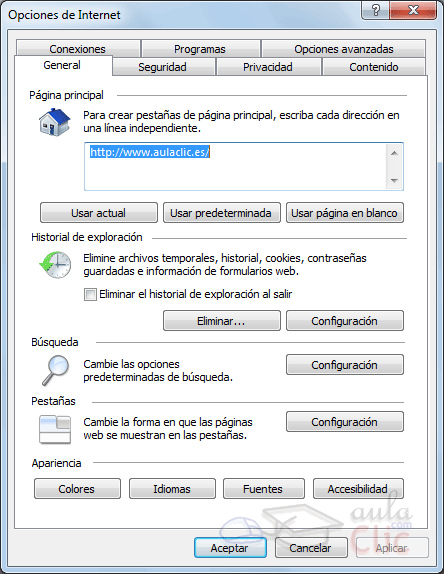 Opciones de Internet
Conexiones Programas Opciones avanzadas
General Seguridad Privacidad Contenido
Página principal
Para crear pestañas de página principal, escriba cada dirección en
una línea independiente.
http://www.aulaclic.es/
Usar actual Usar predeterminada Usar página en blanco
Historial de exploración
Elimine archivos temporales, historial, cookies, contraseñas
guardadas e información de formularios web.
Eliminar el historial de exploración al salir
Eliminar... Configuración
Búsqueda
Cambie las opciones
predeterminadas de búsqueda.
Configuración
Pestañas
Cambie la forma en que las páginas
web se muestran en las pestañas.
Configuración
Apariencia
Colores Idiomas Fuentes Accesibilidad
aula
.com
Clic
Aceptar Cancelar Aplicar